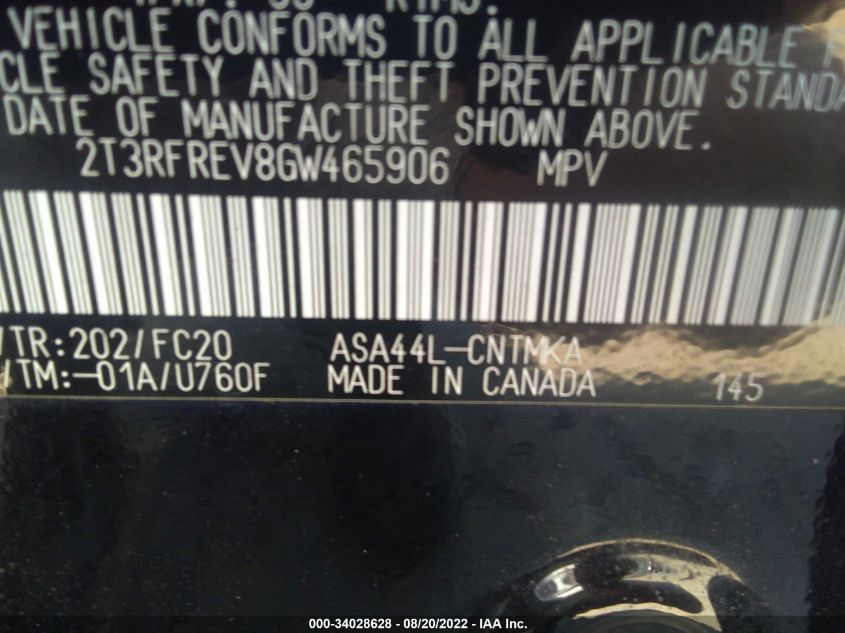 VEHICLE CONFORMS TO ALL APPLICABLE F
CLE SAFETY AND THEFT PREVENTION STANDA
DATE OF MANUFACTURE SHOWN ABOVE.
2T3RFREV8GW465906 MPV
/TR:202/FC20 ASA44L-CNTMKA
/TM:-01A/U760F MADE IN CANADA 145
000-34028628 - 08/20/2022 - IAA Inc.